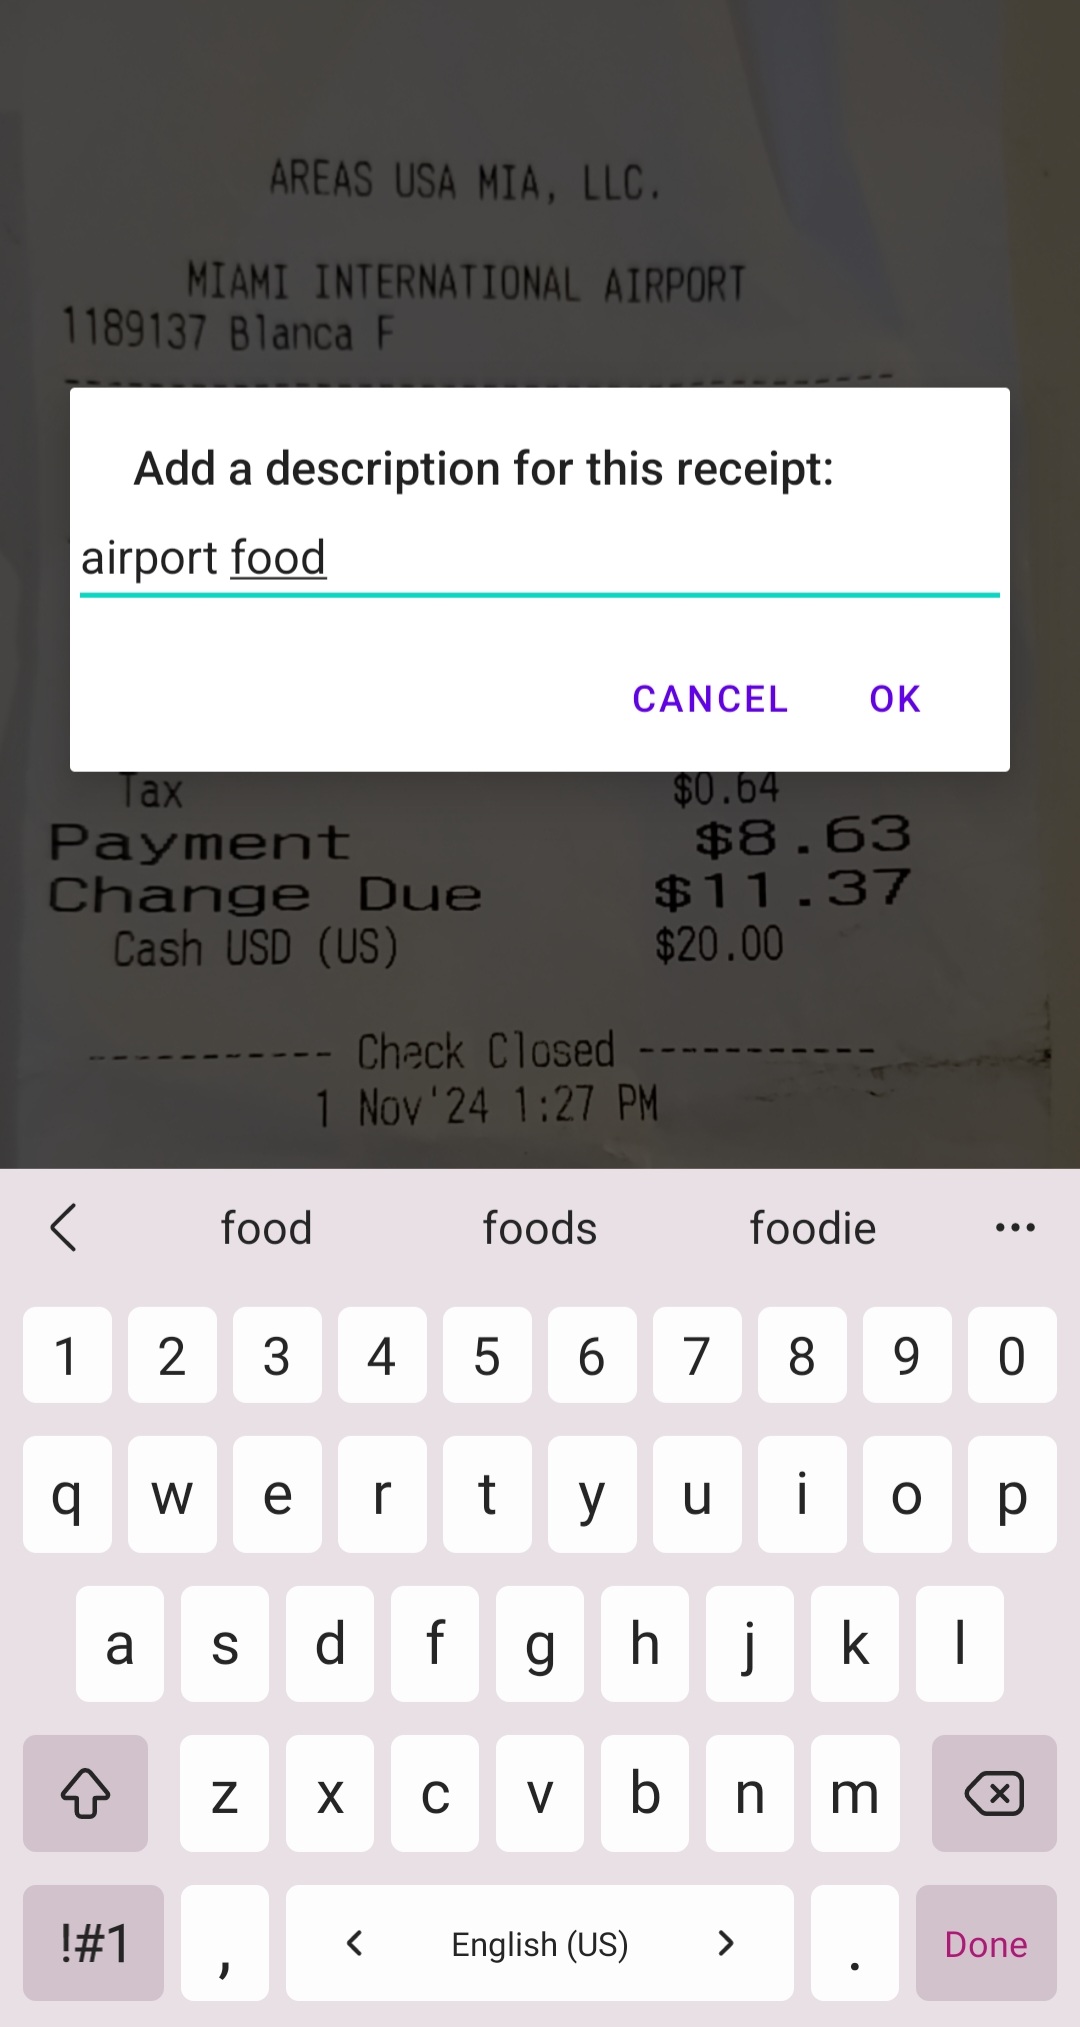 AREAS USA MIA, LLC.
MIAMI INTERNATIONAL AIRPORT
1189137 Blanca F
--------------------------------------
Add a description for this receipt:
airport food
CANCEL OK
Tax $0.64
Payment $8.63
Change Due $11.37
Cash USD (US) $20.00
----------- Check Closed -----------
1 Nov'24 1:27 PM
food foods foodie ...
1 2 3 4 5 6 7 8 9 0
q w e r t y u i o p
a s d f g h j k l
z x c v b n m
!#1 , < English (US) > . Done